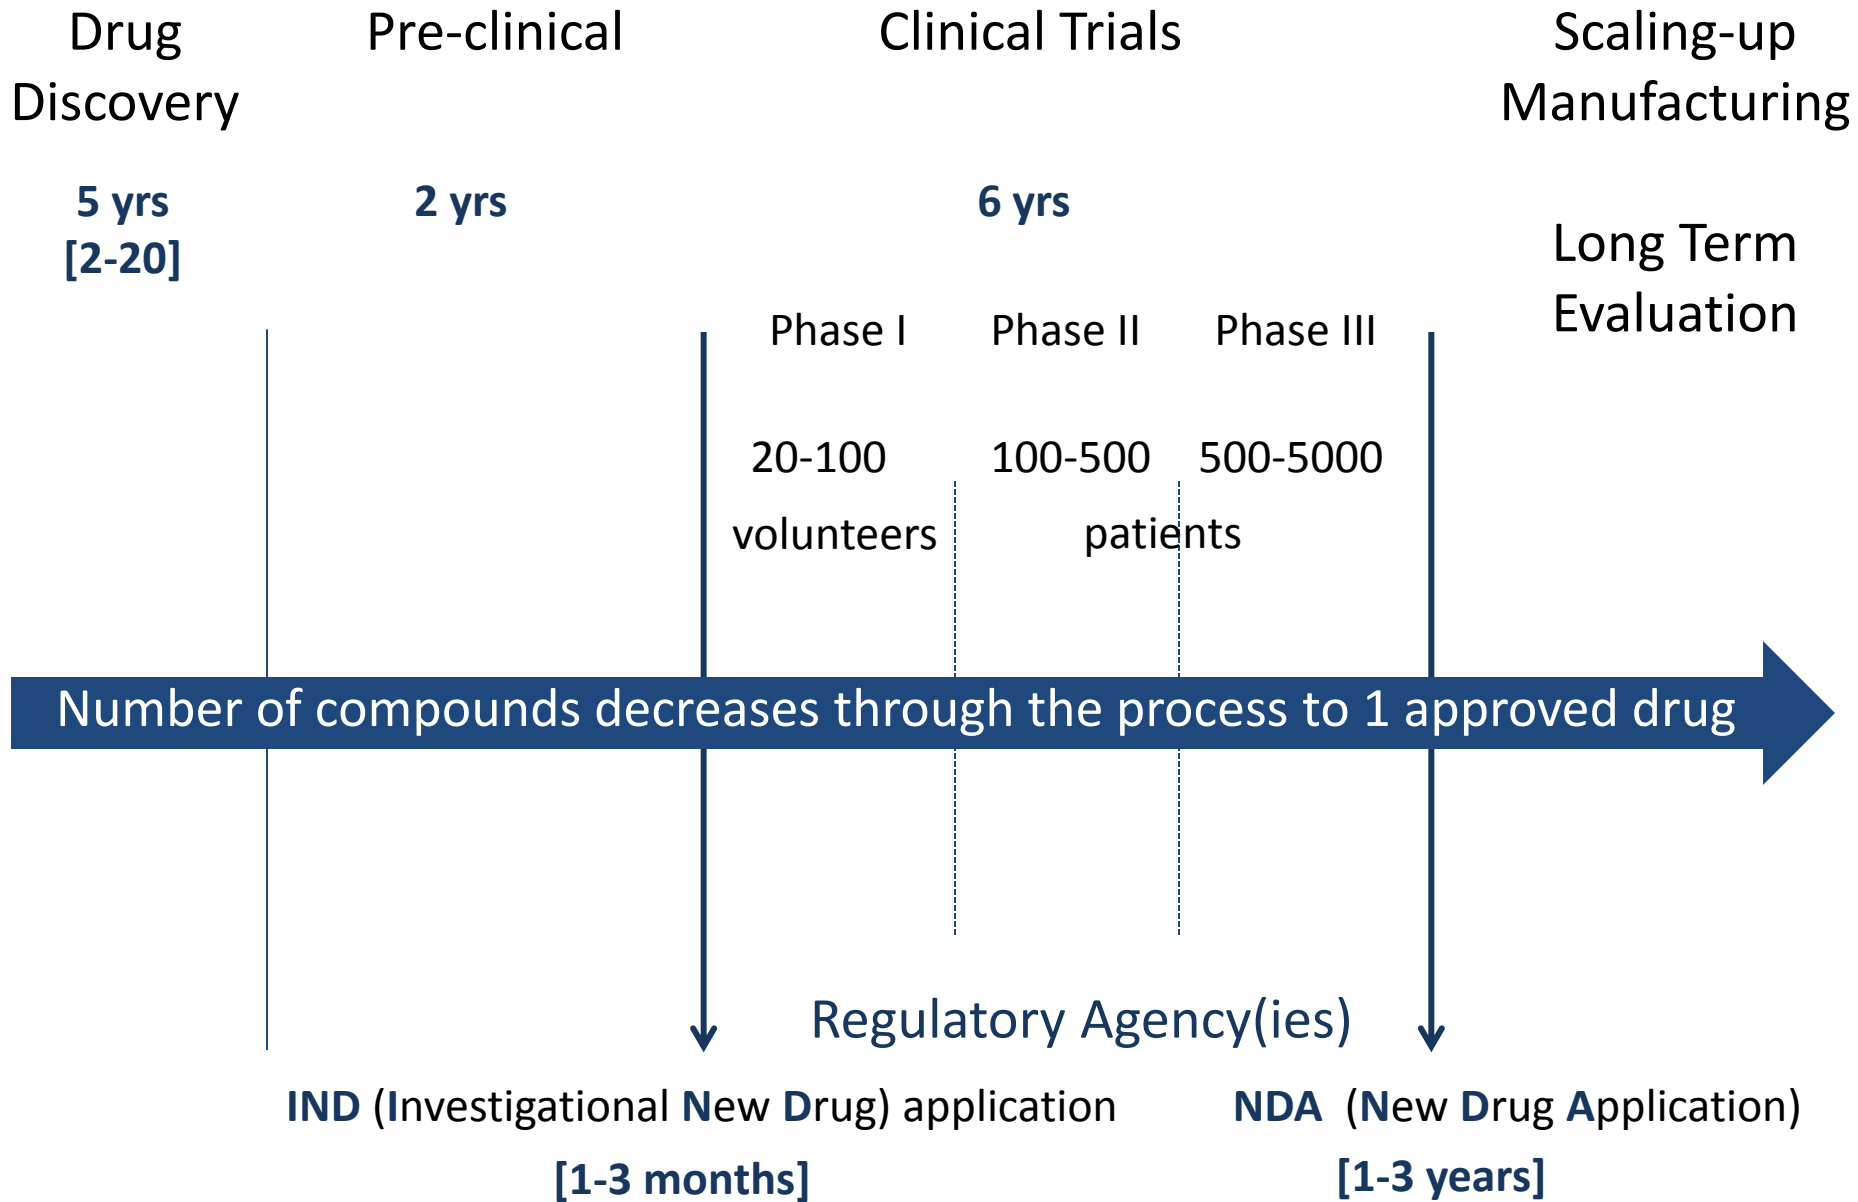 Drug
Discovery
Pre-clinical
Clinical Trials
Scaling-up
Manufacturing
5 yrs
[2-20]
2 yrs
6 yrs
Long Term
Evaluation
Phase I
Phase II
Phase III
20-100
100-500
500-5000
volunteers
patients
Number of compounds decreases through the process to 1 approved drug
Regulatory Agency(ies)
IND (Investigational New Drug) application
[1-3 months]
NDA (New Drug Application)
[1-3 years]